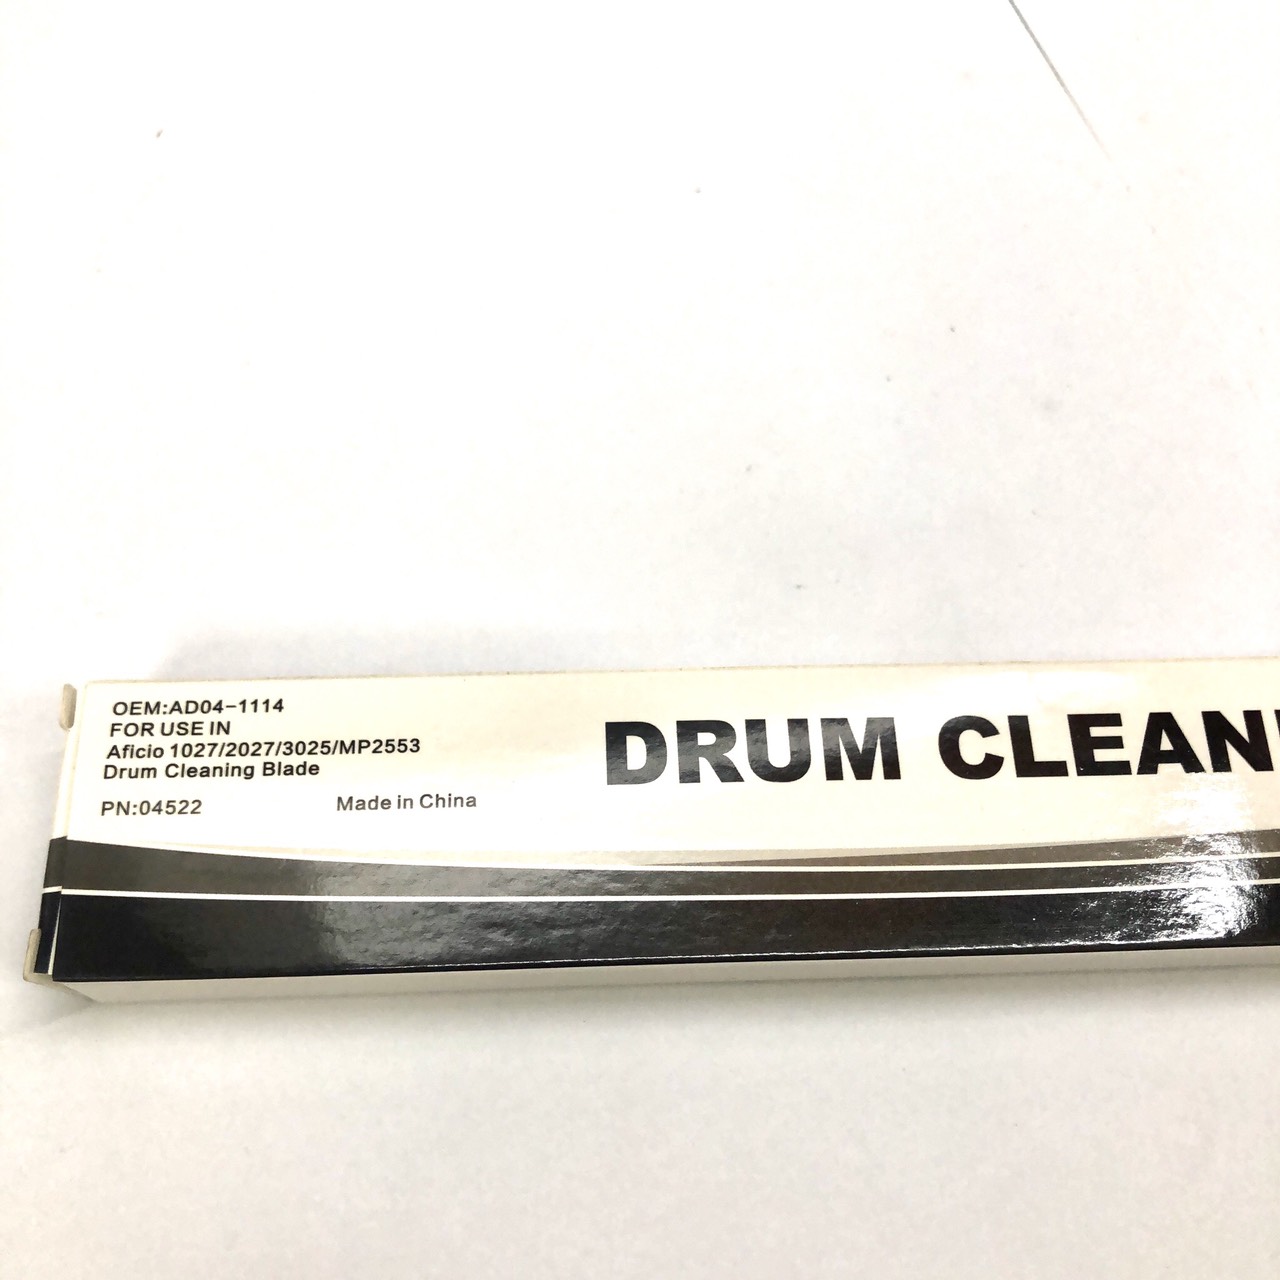 OEM:AD04-1114
FOR USE IN
Aficio 1027/2027/3025/MP2553
Drum Cleaning Blade
PN:04522 Made in China
DRUM